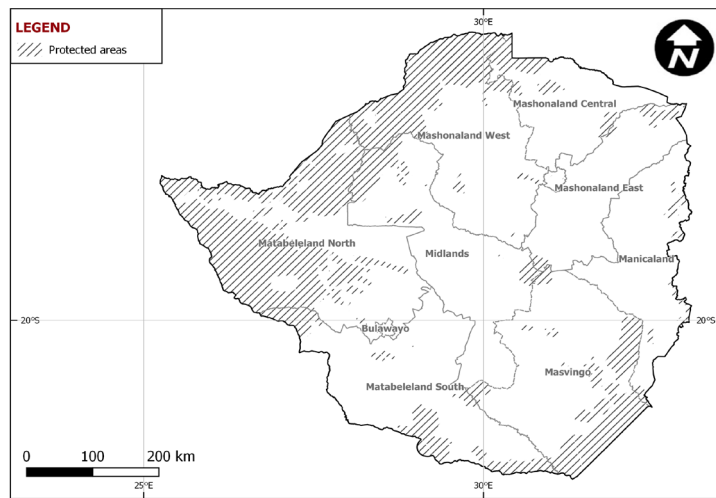 LEGEND
Protected areas
30°E
N
Mashonaland Central
Mashonaland West
Mashonaland East
Matabeleland North
Midlands
Manicaland
20°S
Bulawayo
20°S
Masvingo
Matabeleland South
0 100 200 km
25°E
30°E